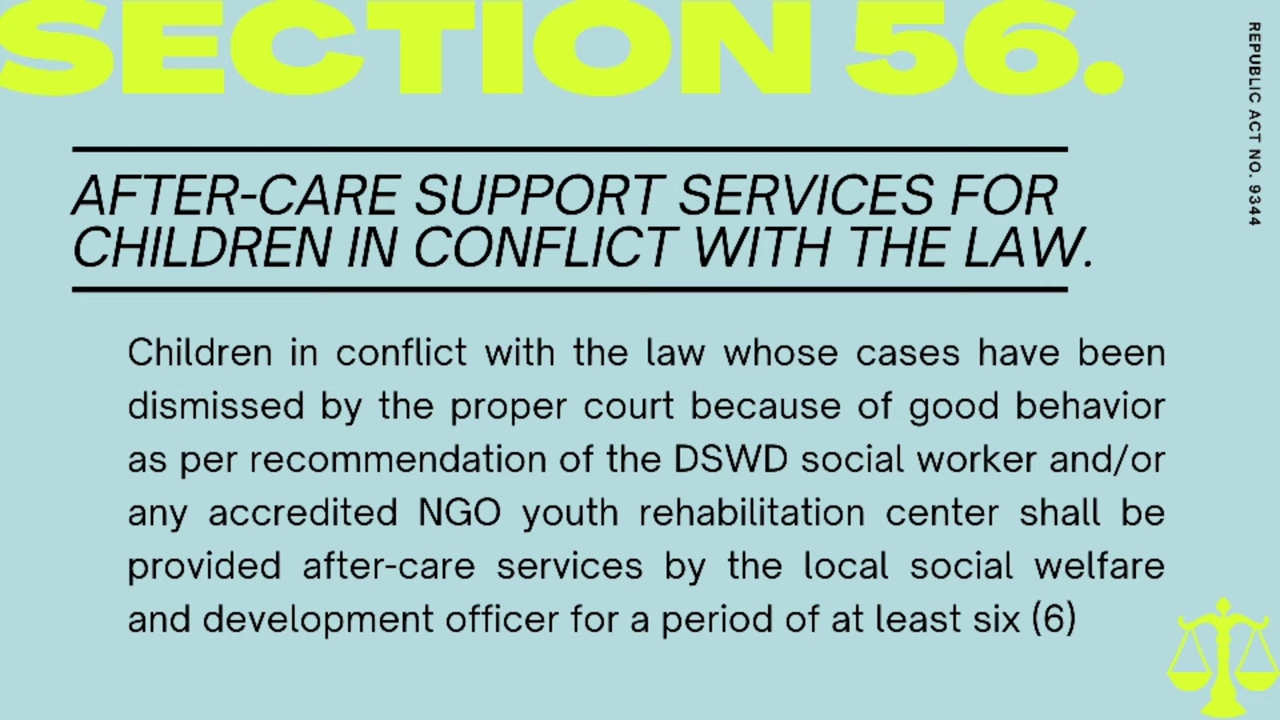 SECTION 56.
REPUBLIC ACT NO. 9344
AFTER-CARE SUPPORT SERVICES FOR
CHILDREN IN CONFLICT WITH THE LAW.
Children in conflict with the law whose cases have been
dismissed by the proper court because of good behavior
as per recommendation of the DSWD social worker and/or
any accredited NGO youth rehabilitation center shall be
provided after-care services by the local social welfare
and development officer for a period of at least six (6)